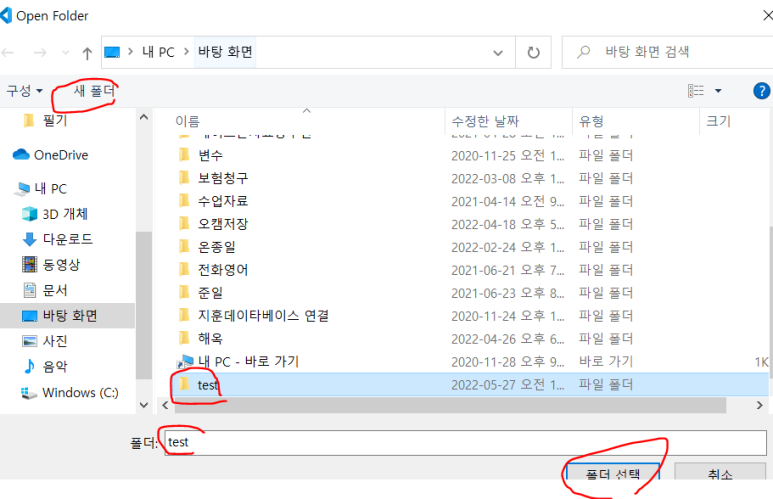 Open Folder
내 PC > 바탕 화면
바탕 화면 검색
구성 새 폴더
이름 수정한 날짜 유형 크기
필기
OneDrive
내 PC
3D 개체
다운로드
동영상
문서
바탕 화면
사진
음악
Windows (C:)
파일 폴더
변수 2020-11-25 오전 1... 파일 폴더
보험청구 2022-03-08 오후 1... 파일 폴더
수업자료 2021-04-14 오전 9... 파일 폴더
오캠저장 2022-04-18 오후 5... 파일 폴더
온종일 2022-02-24 오후 1... 파일 폴더
전화영어 2021-06-21 오후 7... 파일 폴더
준일 2021-06-23 오후 8... 파일 폴더
지훈데이타베이스 연결 2020-11-24 오후 1... 파일 폴더
해옥 2022-04-26 오후 6... 파일 폴더
내 PC - 바로 가기 2020-11-28 오후 9... 바로 가기 1K
test 2022-05-27 오전 1... 파일 폴더
폴더: test
폴더 선택 취소